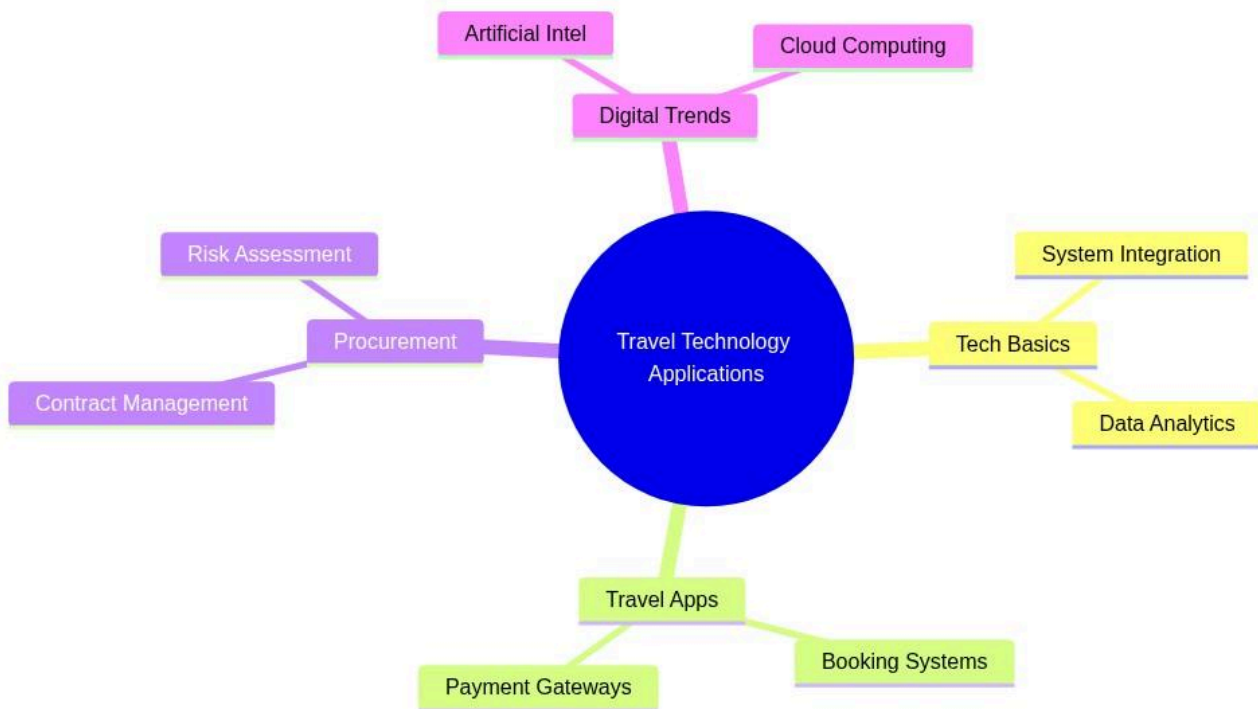 Artificial Intel
Cloud Computing
Digital Trends
Risk Assessment
System Integration
Procurement
Travel Technology
Applications
Tech Basics
Contract Management
Data Analytics
Travel Apps
Booking Systems
Payment Gateways